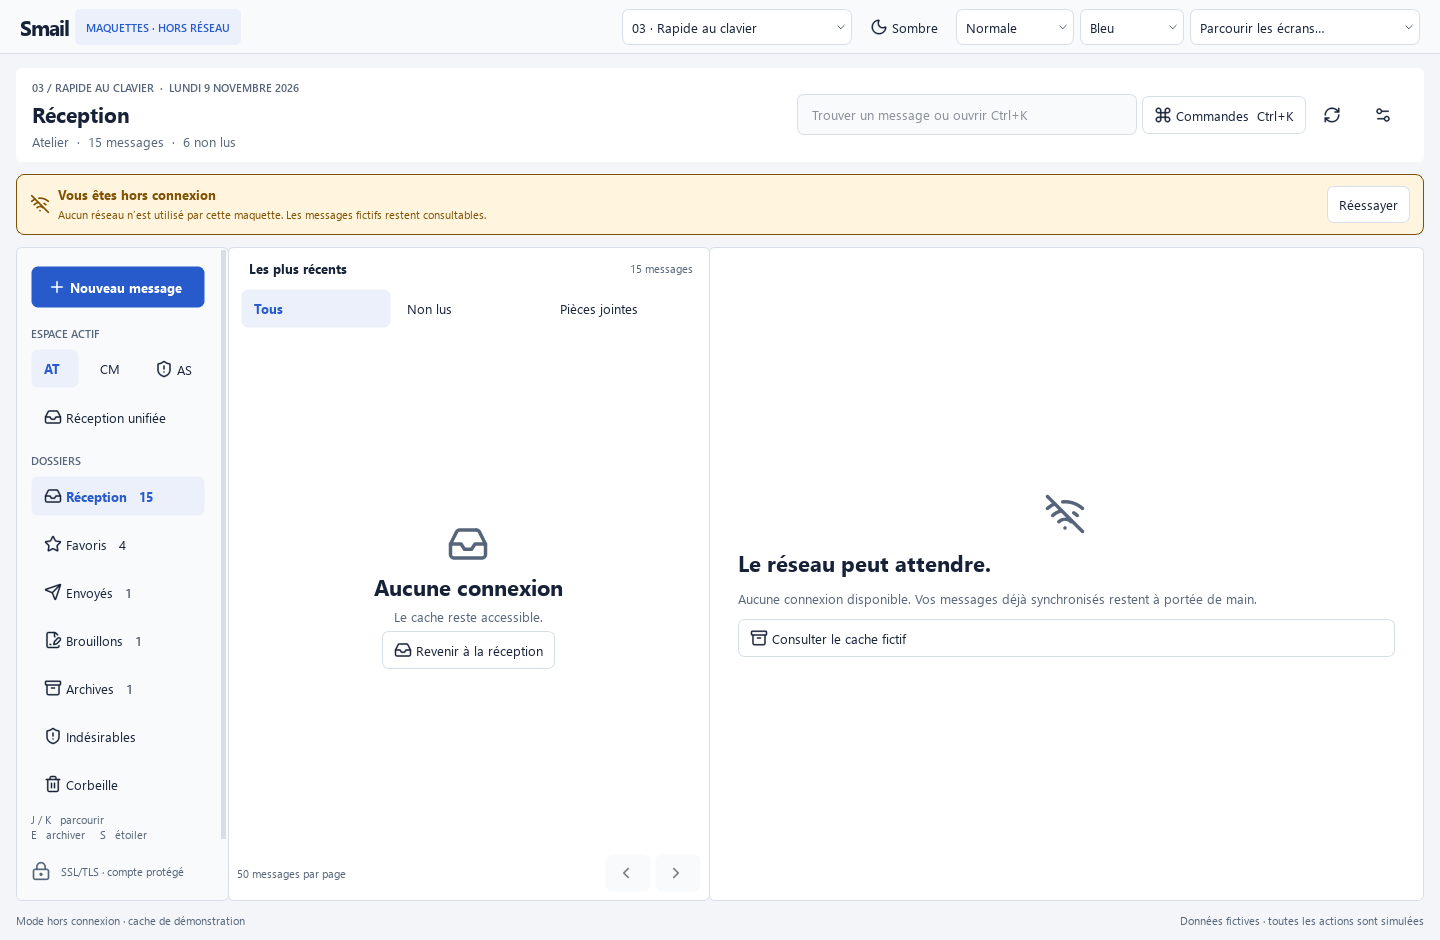 Smail MAQUETTES · HORS RÉSEAU 03 · Rapide au clavier Sombre Normale Bleu Parcourir les écrans...
03 / RAPIDE AU CLAVIER · LUNDI 9 NOVEMBRE 2026
Réception
Atelier · 15 messages · 6 non lus
Trouver un message ou ouvrir Ctrl+K Commandes Ctrl+K
Vous êtes hors connexion
Aucun réseau n'est utilisé par cette maquette. Les messages fictifs restent consultables.
Réessayer
Nouveau message
ESPACE ACTIF
AT CM AS
Réception unifiée
DOSSIERS
Réception 15
Favoris 4
Envoyés 1
Brouillons 1
Archives 1
Indésirables
Corbeille
J / K parcourir
E archiver S étoiler
SSL/TLS · compte protégé
Les plus récents 15 messages
Tous Non lus Pièces jointes
Aucune connexion
Le cache reste accessible.
Revenir à la réception
50 messages par page
Le réseau peut attendre.
Aucune connexion disponible. Vos messages déjà synchronisés restent à portée de main.
Consulter le cache fictif
Mode hors connexion · cache de démonstration
Données fictives · toutes les actions sont simulées